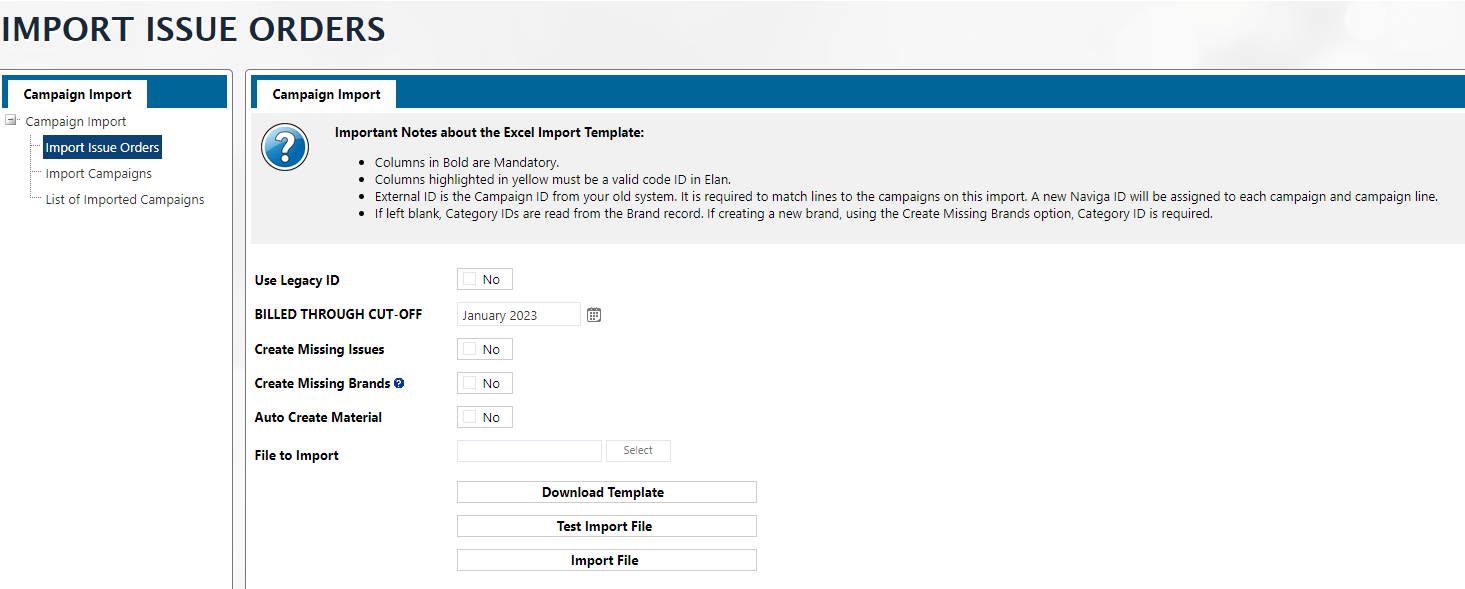 IMPORT ISSUE ORDERS
Campaign Import
Campaign Import
Import Issue Orders
Import Campaigns
List of Imported Campaigns
Campaign Import
Important Notes about the Excel Import Template:
Columns in Bold are Mandatory.
Columns highlighted in yellow must be a valid code ID in Elan.
External ID is the Campaign ID from your old system. It is required to match lines to the campaigns on this import. A new Naviga ID will be assigned to each campaign and campaign line.
If left blank, Category IDs are read from the Brand record. If creating a new brand, using the Create Missing Brands option, Category ID is required.
Use Legacy ID No
BILLED THROUGH CUT-OFF January 2023
Create Missing Issues No
Create Missing Brands ? No
Auto Create Material No
File to Import Select
Download Template
Test Import File
Import File